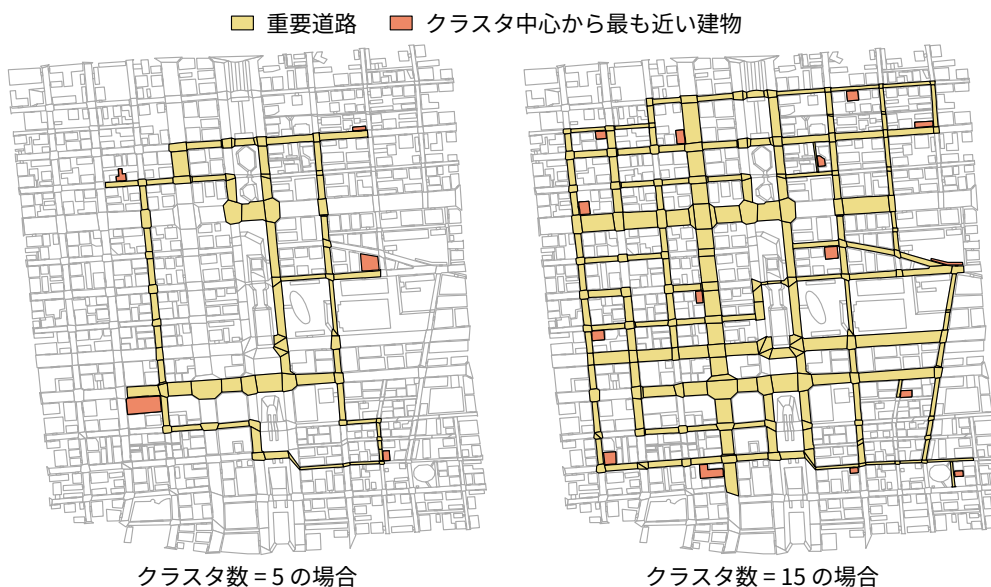 重要道路 クラスタ中心から最も近い建物
クラスタ数 = 5 の場合
クラスタ数 = 15 の場合